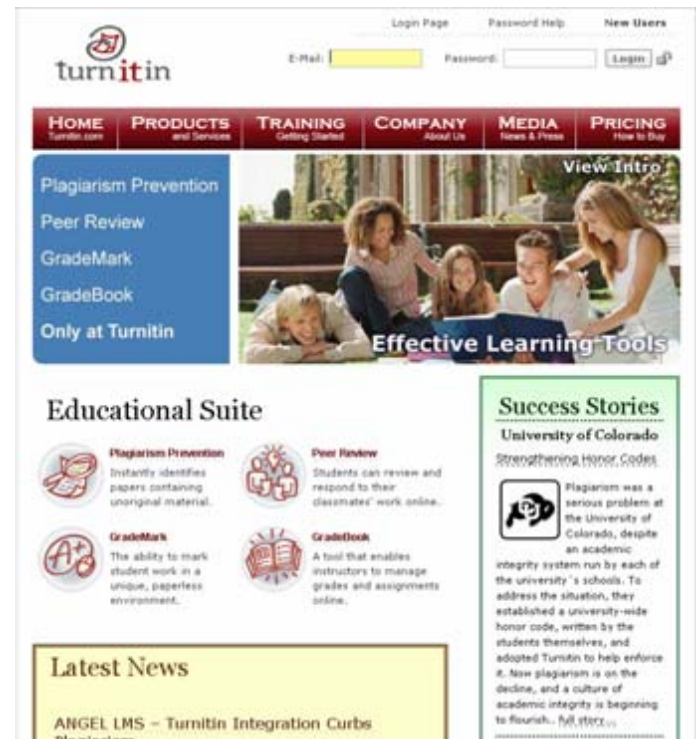 Login Page Password Help New Users
turnitin
E-Mail: Password: Login
HOME PRODUCTS TRAINING COMPANY MEDIA PRICING
Turnitin.com and Services Getting Started About Us News & Press How to Buy
Plagiarism Prevention
Peer Review
GradeMark
GradeBook
Only at Turnitin
View Intro
Effective Learning Tools
Educational Suite
Plagiarism Prevention
Instantly identifies
papers containing
unoriginal material.
Peer Review
Students can review and
respond to their
classmates' work online.
GradeMark
The ability to mark
student work in a
unique, paperless
environment.
GradeBook
A tool that enables
instructors to manage
grades and assignments
online.
Latest News
ANGEL LMS – Turnitin Integration Curbs
Plagiarism
Success Stories
University of Colorado
Strengthening Honor Codes
CU
Plagiarism was a
serious problem at
the University of
Colorado, despite
an academic
integrity system run by each of
the university's schools. To
address the situation, they
established a university-wide
honor code, written by the
students themselves, and
adopted Turnitin to help enforce
it. Now plagiarism is on the
decline, and a culture of
academic integrity is beginning
to flourish.. full story...